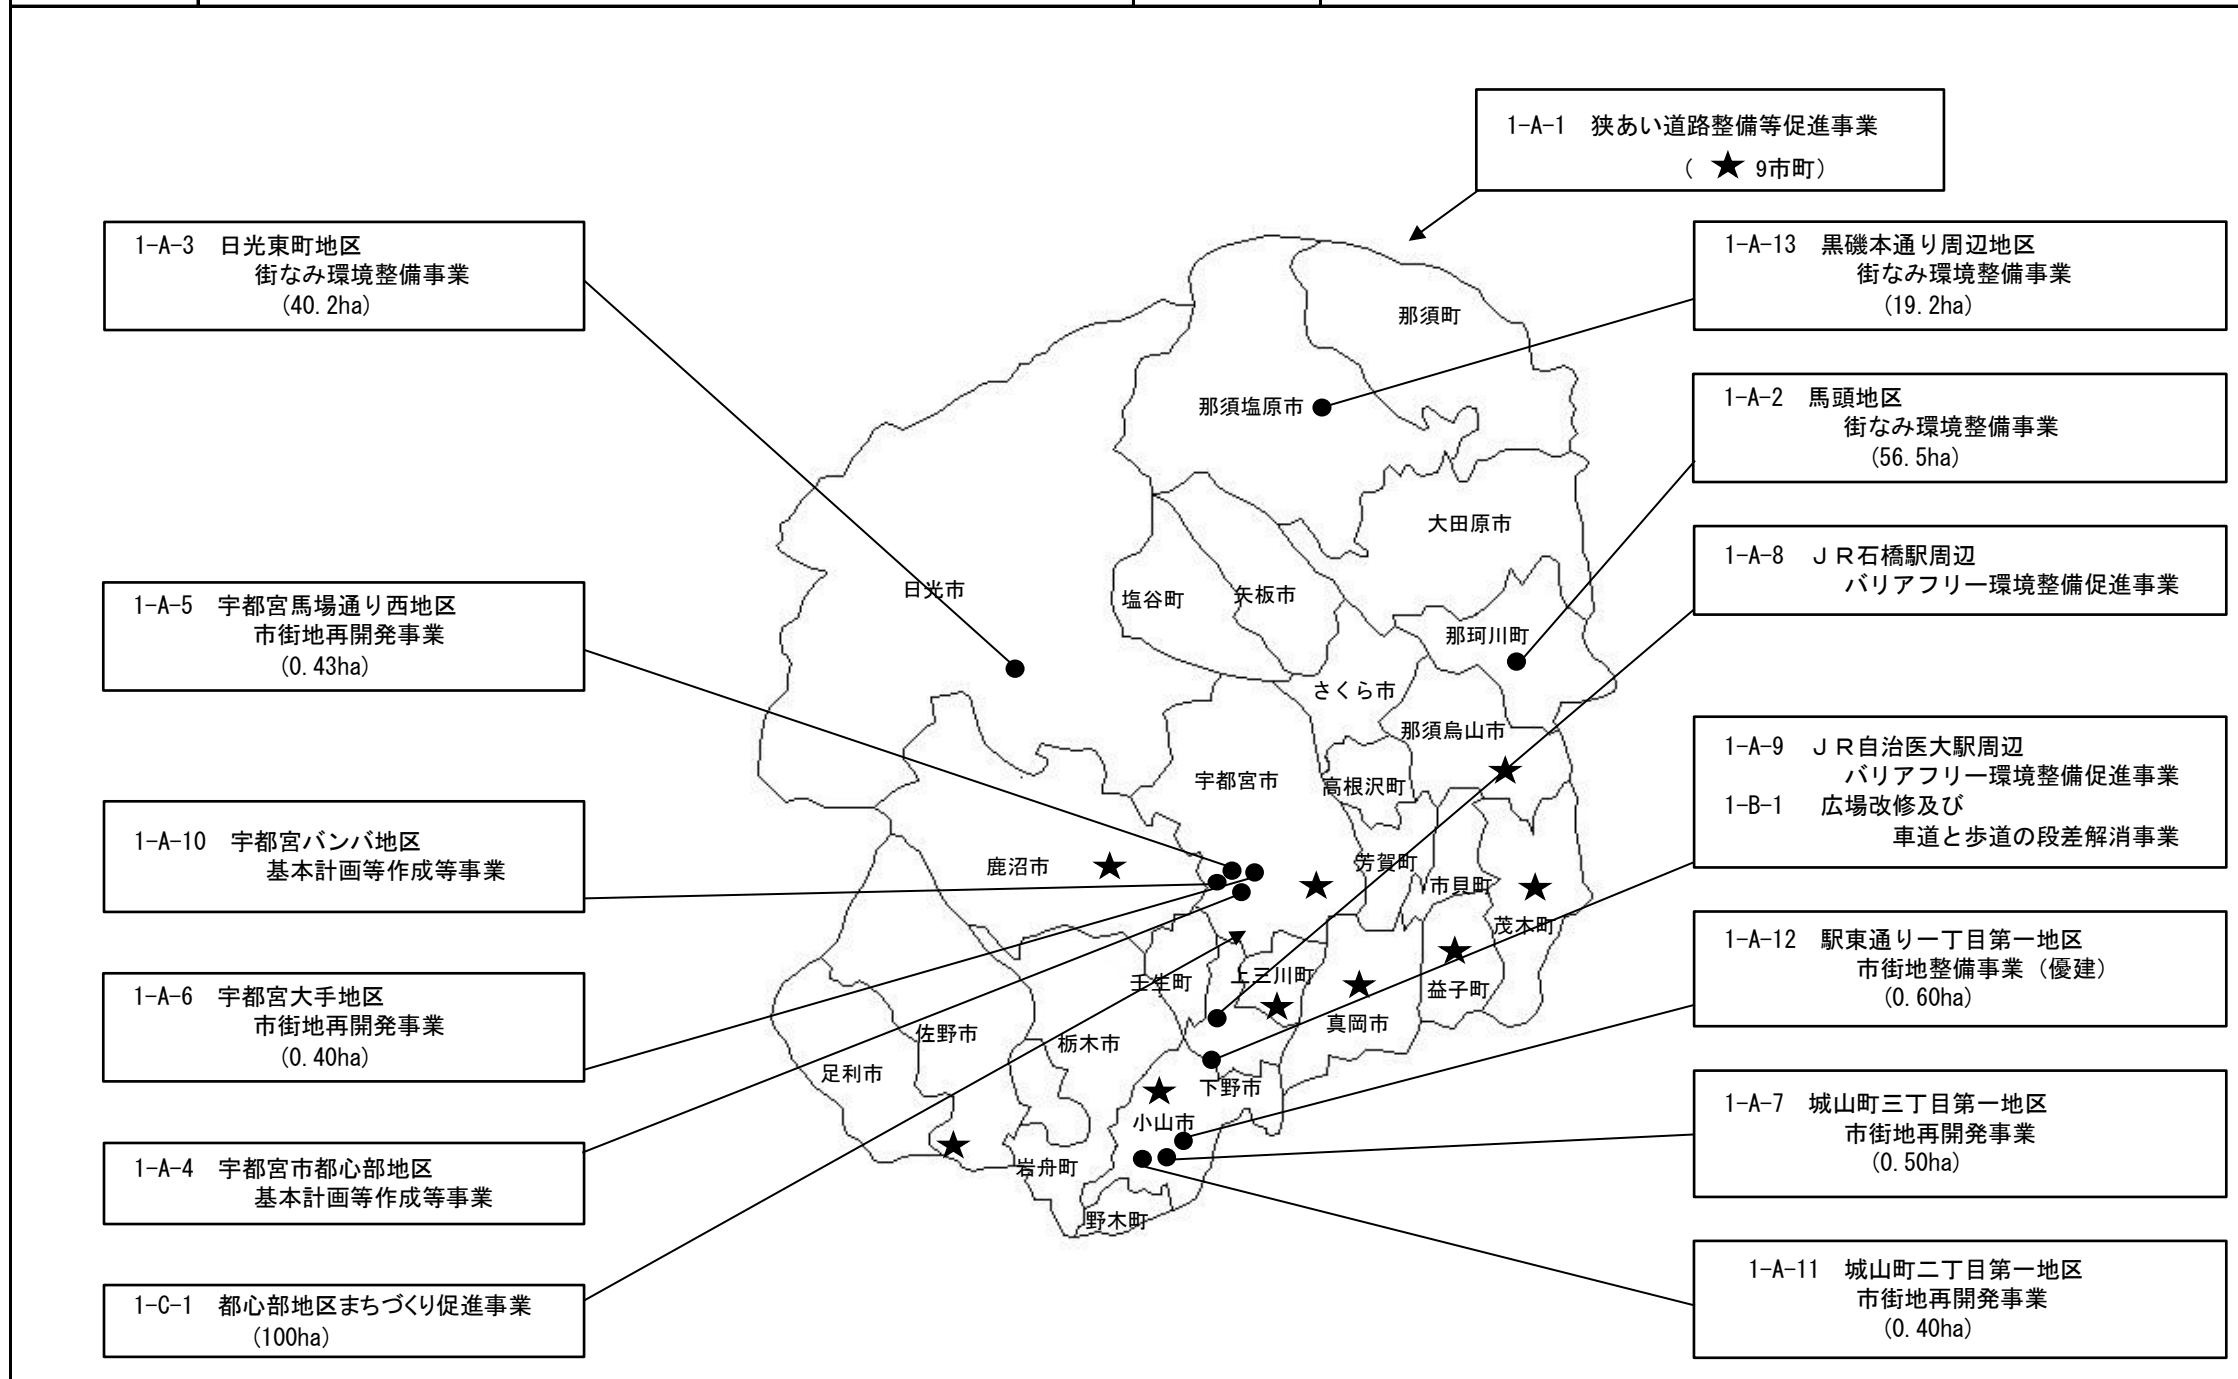 1-A-1 狭あい道路整備等促進事業
( ★ 9市町)
1-A-3 日光東町地区
街なみ環境整備事業
(40.2ha)
1-A-5 宇都宮馬場通り西地区
市街地再開発事業
(0.43ha)
1-A-10 宇都宮バンバ地区
基本計画等作成等事業
1-A-6 宇都宮大手地区
市街地再開発事業
(0.40ha)
1-A-4 宇都宮市都心部地区
基本計画等作成等事業
1-C-1 都心部地区まちづくり促進事業
(100ha)
那須町
那須塩原市
大田原市
日光市
塩谷町
矢板市
那珂川町
さくら市
那須烏山市
宇都宮市
高根沢町
鹿沼市
芳賀町
市貝町
茂木町
壬生町
上三川町
益子町
真岡市
佐野市
栃木市
足利市
下野市
小山市
岩舟町
野木町
1-A-13 黒磯本通り周辺地区
街なみ環境整備事業
(19.2ha)
1-A-2 馬頭地区
街なみ環境整備事業
(56.5ha)
1-A-8 ＪＲ石橋駅周辺
バリアフリー環境整備促進事業
1-A-9 ＪＲ自治医大駅周辺
バリアフリー環境整備促進事業
1-B-1 広場改修及び
車道と歩道の段差解消事業
1-A-12 駅東通り一丁目第一地区
市街地整備事業（優建）
(0.60ha)
1-A-7 城山町三丁目第一地区
市街地再開発事業
(0.50ha)
1-A-11 城山町二丁目第一地区
市街地再開発事業
(0.40ha)